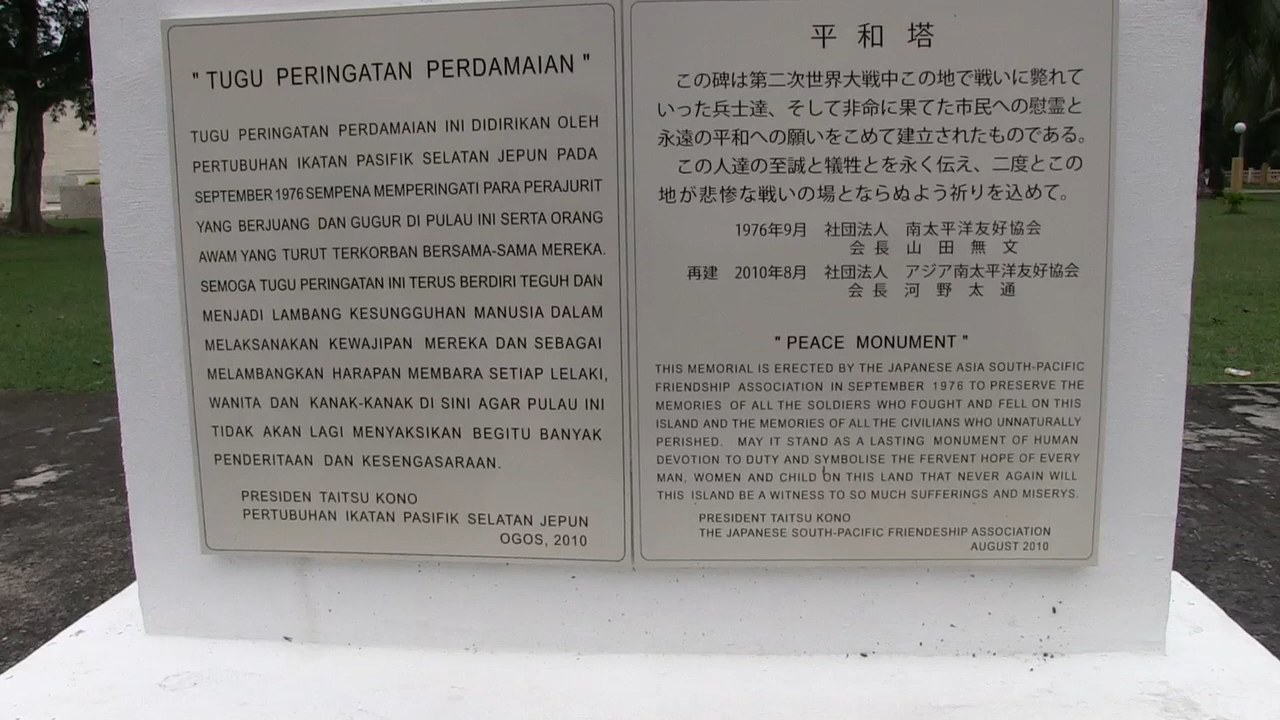 " TUGU PERINGATAN PERDAMAIAN "
TUGU PERINGATAN PERDAMAIAN INI DIDIRIKAN OLEH
PERTUBUHAN IKATAN PASIFIK SELATAN JEPUN PADA
SEPTEMBER 1976 SEMPENA MEMPERINGATI PARA PERAJURIT
YANG BERJUANG DAN GUGUR DI PULAU INI SERTA ORANG
AWAM YANG TURUT TERKORBAN BERSAMA-SAMA MEREKA.
SEMOGA TUGU PERINGATAN INI TERUS BERDIRI TEGUH DAN
MENJADI LAMBANG KESUNGGUHAN MANUSIA DALAM
MELAKSANAKAN KEWAJIPAN MEREKA DAN SEBAGAI
MELAMBANGKAN HARAPAN MEMBARA SETIAP LELAKI,
WANITA DAN KANAK-KANAK DI SINI AGAR PULAU INI
TIDAK AKAN LAGI MENYAKSIKAN BEGITU BANYAK
PENDERITAAN DAN KESENGASARAAN.
PRESIDEN TAITSU KONO
PERTUBUHAN IKATAN PASIFIK SELATAN JEPUN
OGOS, 2010
平和塔
この碑は第二次世界大戦中この地で戦いに斃れて
いった兵士達、そして非命に果てた市民への慰霊と
永遠の平和への願いをこめて建立されたものである。
この人達の至誠と犠牲とを永く伝え、二度とこの
地が悲惨な戦いの場とならぬよう祈りを込めて。
1976年9月 社団法人 南太平洋友好協会
会長 山田無文
再建 2010年8月 社団法人 アジア南太平洋友好協会
会長 河野太通
" PEACE MONUMENT "
THIS MEMORIAL IS ERECTED BY THE JAPANESE ASIA SOUTH-PACIFIC
FRIENDSHIP ASSOCIATION IN SEPTEMBER 1976 TO PRESERVE THE
MEMORIES OF ALL THE SOLDIERS WHO FOUGHT AND FELL ON THIS
ISLAND AND THE MEMORIES OF ALL THE CIVILIANS WHO UNNATURALLY
PERISHED. MAY IT STAND AS A LASTING MONUMENT OF HUMAN
DEVOTION TO DUTY AND SYMBOLISE THE FERVENT HOPE OF EVERY
MAN, WOMEN AND CHILD ON THIS LAND THAT NEVER AGAIN WILL
THIS ISLAND BE A WITNESS TO SO MUCH SUFFERINGS AND MISERYS.
PRESIDENT TAITSU KONO
THE JAPANESE SOUTH-PACIFIC FRIENDESHIP ASSOCIATION
AUGUST 2010